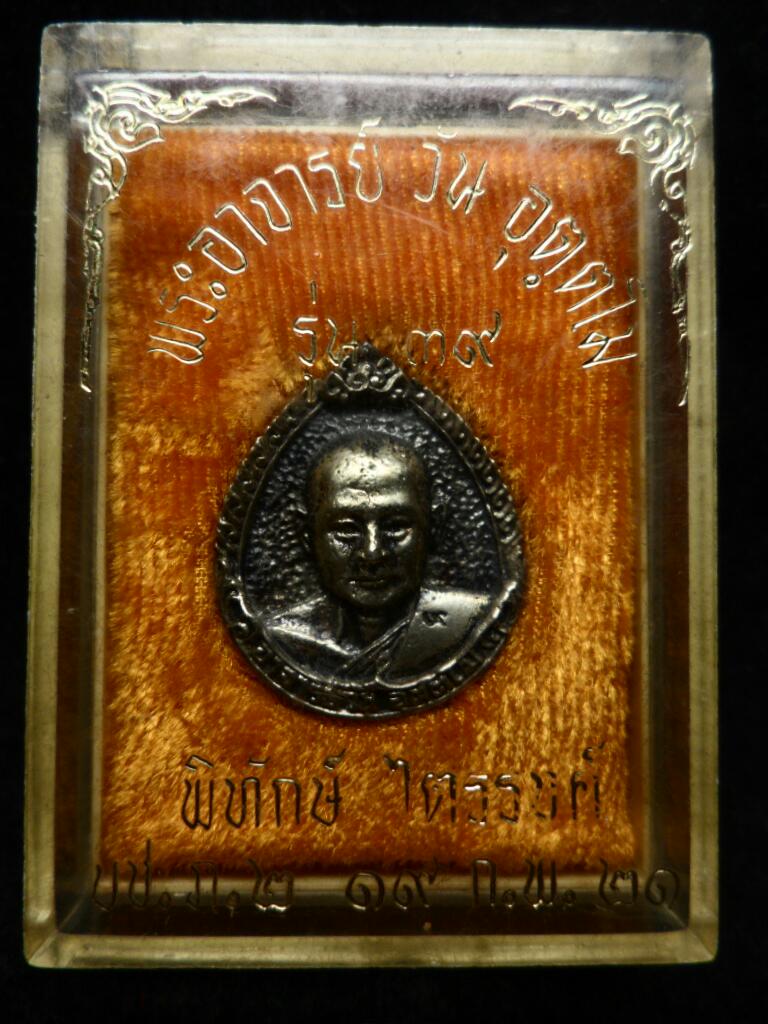 พระอาจารย์ วัน อุตฺตโม
รุ่น ๓๙
พิทักษ์ ไตรรงค์
บช.ภ.๒ ๑๙ ก.พ. ๒๑